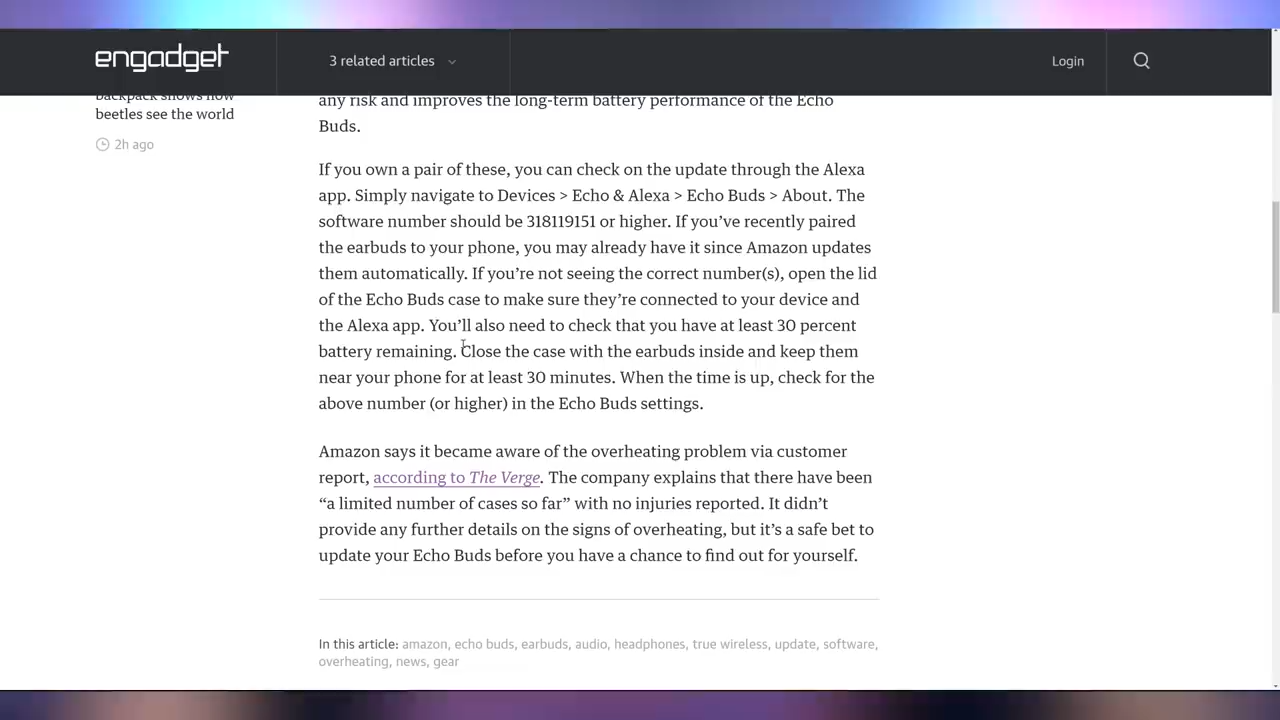 engadget
3 related articles
Login
backpack shows how
beetles see the world
2h ago
any risk and improves the long-term battery performance of the Echo
Buds.
If you own a pair of these, you can check on the update through the Alexa
app. Simply navigate to Devices > Echo & Alexa > Echo Buds > About. The
software number should be 318119151 or higher. If you’ve recently paired
the earbuds to your phone, you may already have it since Amazon updates
them automatically. If you’re not seeing the correct number(s), open the lid
of the Echo Buds case to make sure they’re connected to your device and
the Alexa app. You’ll also need to check that you have at least 30 percent
battery remaining. Close the case with the earbuds inside and keep them
near your phone for at least 30 minutes. When the time is up, check for the
above number (or higher) in the Echo Buds settings.
Amazon says it became aware of the overheating problem via customer
report, according to The Verge. The company explains that there have been
“a limited number of cases so far” with no injuries reported. It didn’t
provide any further details on the signs of overheating, but it’s a safe bet to
update your Echo Buds before you have a chance to find out for yourself.
In this article: amazon, echo buds, earbuds, audio, headphones, true wireless, update, software,
overheating, news, gear